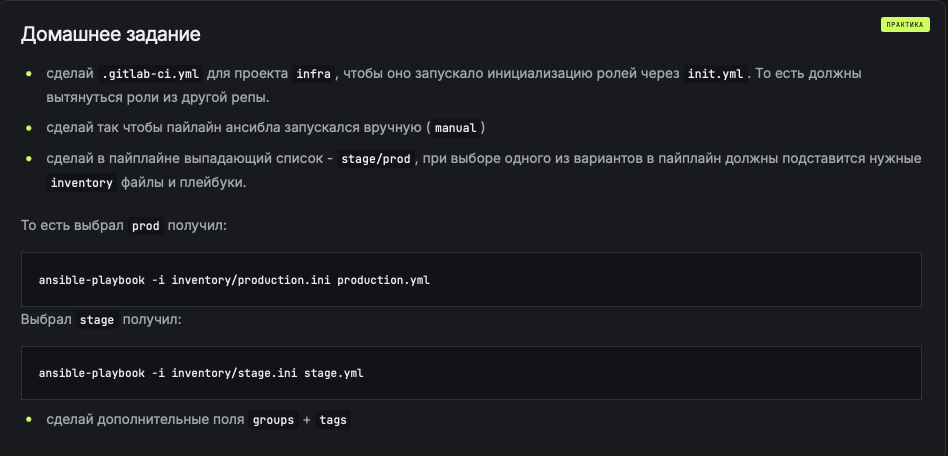 ПРАКТИКА
Домашнее задание
сделай .gitlab-ci.yml для проекта infra, чтобы оно запускало инициализацию ролей через init.yml. То есть должны
вытянуться роли из другой репы.
сделай так чтобы пайлайн ансибла запускался вручную (manual)
сделай в пайплайне выпадающий список - stage/prod, при выборе одного из вариантов в пайплайн должны подставится нужные
inventory файлы и плейбуки.
То есть выбрал prod получил:
ansible-playbook -i inventory/production.ini production.yml
Выбрал stage получил:
ansible-playbook -i inventory/stage.ini stage.yml
сделай дополнительные поля groups + tags